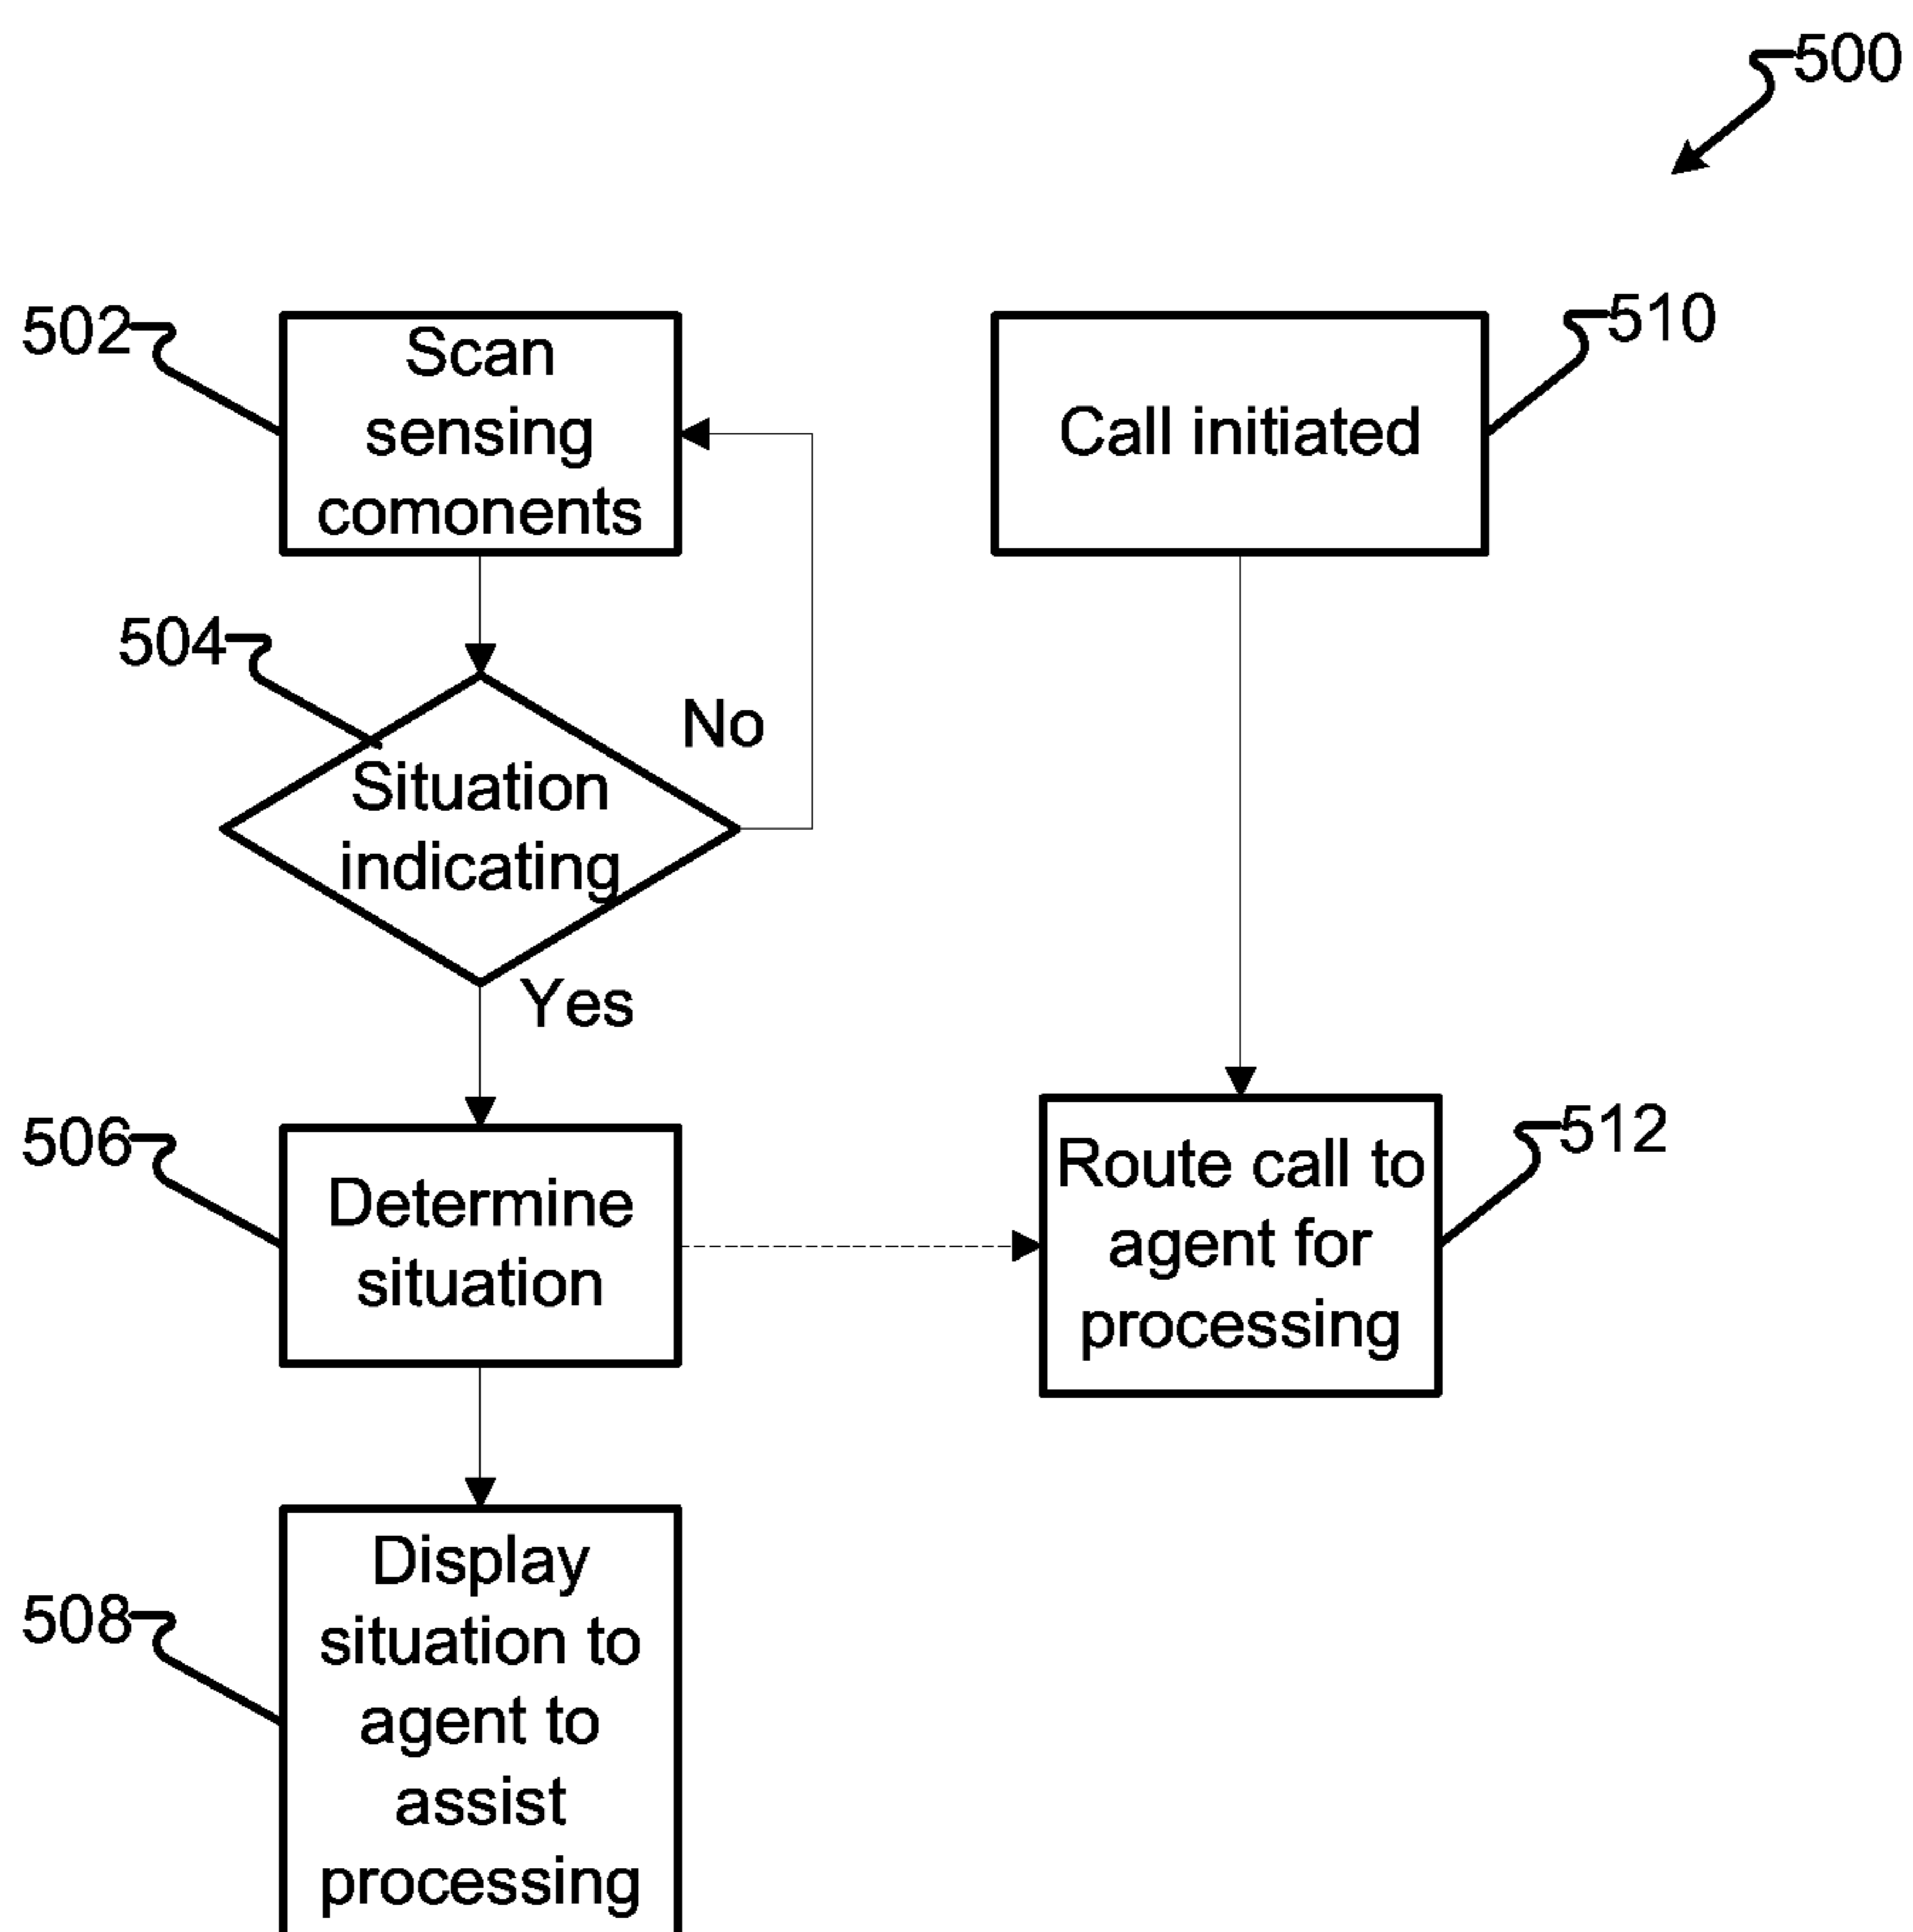 500
502
Scan
sensing
comonents
510
Call initiated
504
No
Situation
indicating
Yes
506
Determine
situation
512
Route call to
agent for
processing
508
Display
situation to
agent to
assist
processing